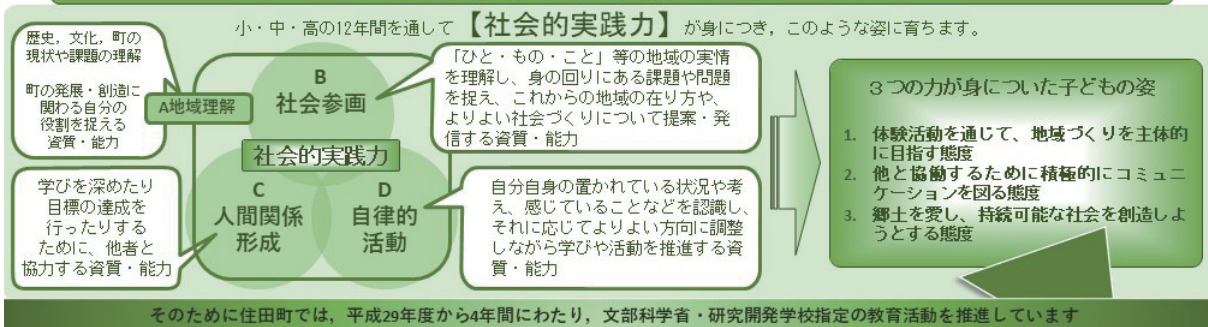 小・中・高の12年間を通して【社会的実践力】が身につき，このような姿に育ちます。
歴史，文化，町の
現状や課題の理解
町の発展・創造に
関わる自分の
役割を捉える
資質・能力
A地域理解
B
社会参画
「ひと・もの・こと」等の地域の実情
を理解し、身の回りにある課題や問題
を捉え、これからの地域の在り方や、
よりよい社会づくりについて提案・発
信する資質・能力
社会的実践力
学びを深めたり
目標の達成を
行ったりする
ために、他者と
協力する資質・能力
C
人間関係
形成
D
自律的
活動
自分自身の置かれている状況や考
え、感じていることなどを認識し、
それに応じてよりよい方向に調整
しながら学びや活動を推進する資
質・能力
３つの力が身についた子どもの姿
1. 体験活動を通じて、地域づくりを主体的
に目指す態度
2. 他と協働するために積極的にコミュニ
ケーションを図る態度
3. 郷土を愛し、持続可能な社会を創造しよ
うとする態度
そのために住田町では，平成29年度から4年間にわたり，文部科学省・研究開発学校指定の教育活動を推進しています